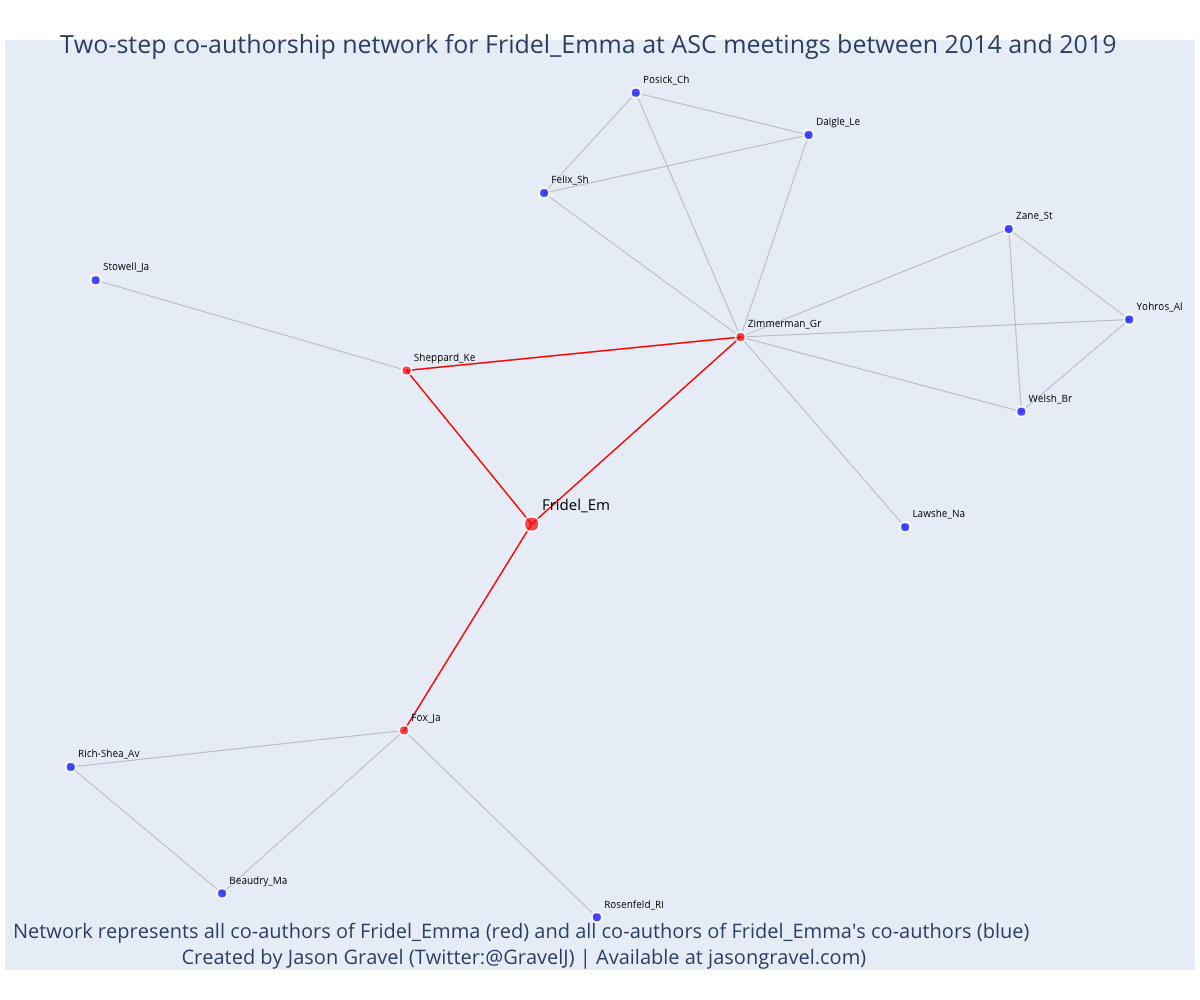 Two-step co-authorship network for Fridel_Emma at ASC meetings between 2014 and 2019
Posick_Ch
Daigle_Le
Felix_Sh
Zane_St
Stowell_Ja
Yohros_Al
Zimmerman_Gr
Sheppard_Ke
Welsh_Br
Fridel_Em
Lawshe_Na
Fox_Ja
Rich-Shea_Av
Beaudry_Ma
Rosenfeld_Ri
Network represents all co-authors of Fridel_Emma (red) and all co-authors of Fridel_Emma's co-authors (blue)
Created by Jason Gravel (Twitter:@GravelJ) | Available at jasongravel.com)